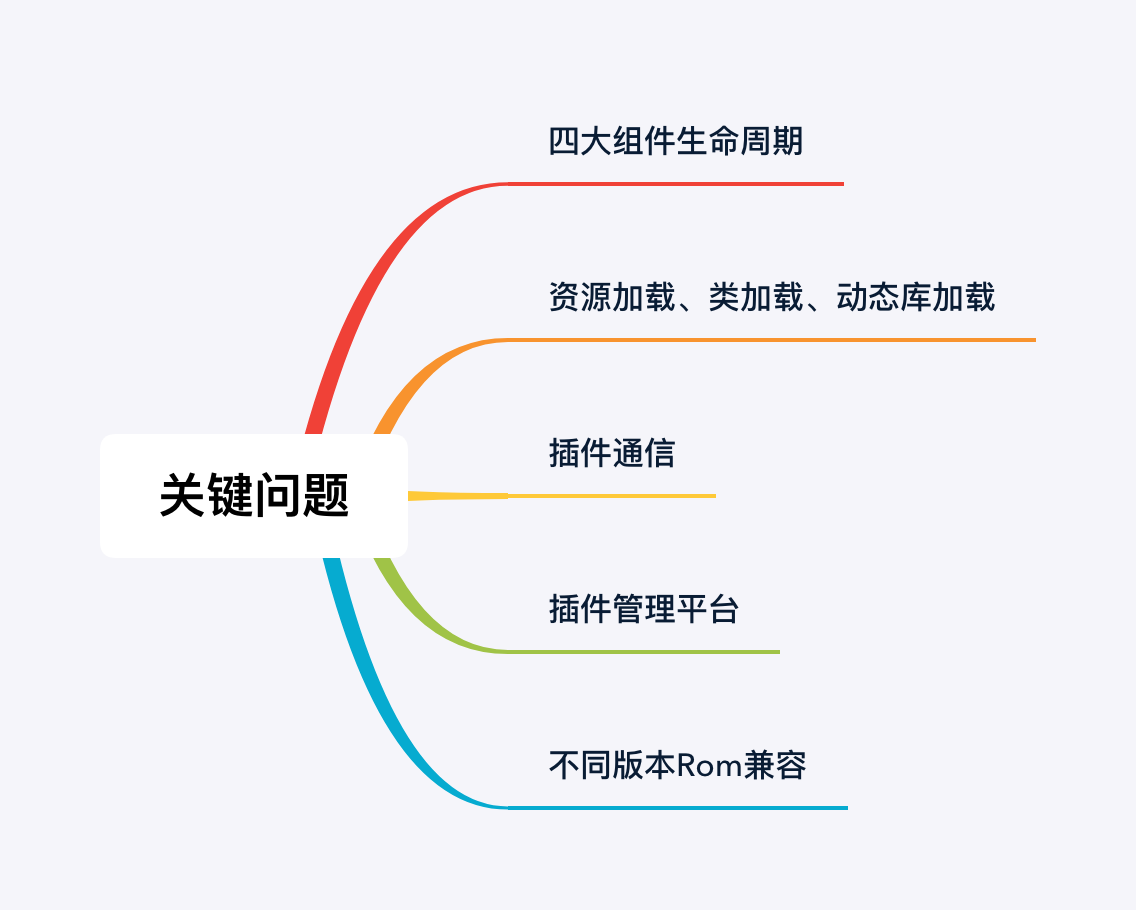 四大组件生命周期
资源加载、类加载、动态库加载
插件通信
关键问题
插件管理平台
不同版本Rom兼容